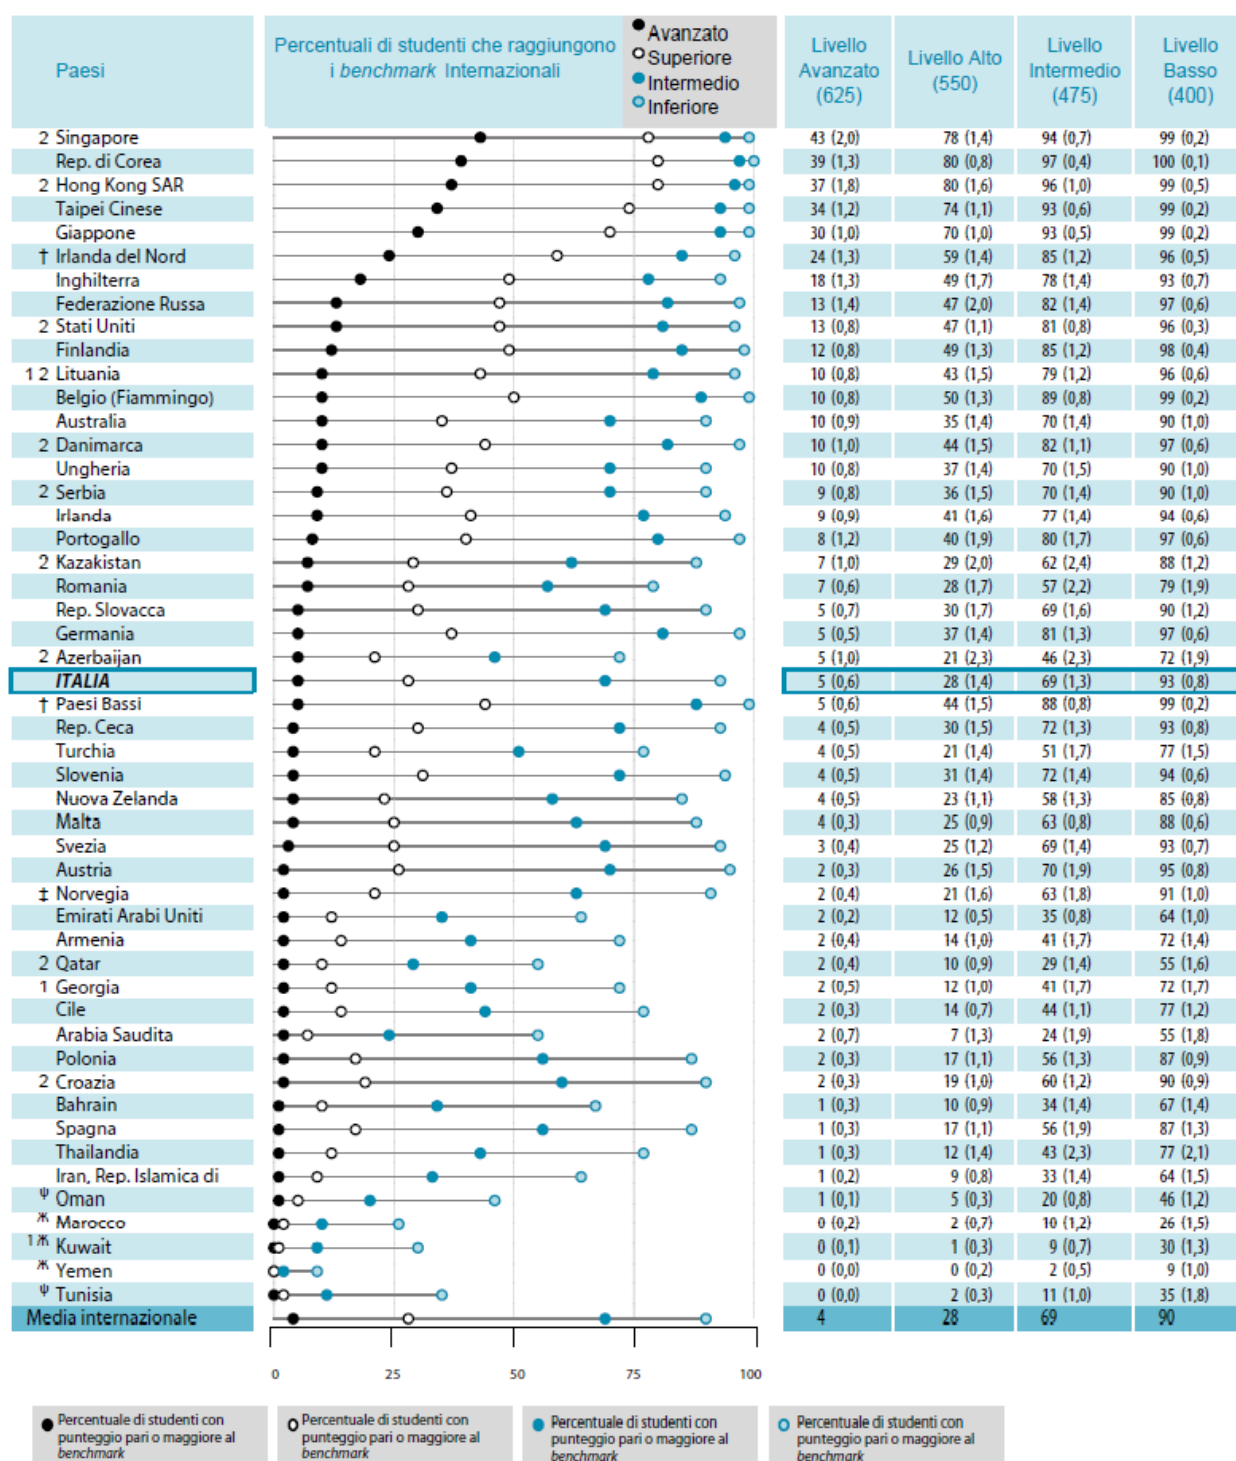 Paesi
Percentuali di studenti che raggiungono
i benchmark Internazionali
Avanzato
Superiore
Intermedio
Inferiore
Livello
Avanzato
(625)
Livello Alto
(550)
Livello
Intermedio
(475)
Livello
Basso
(400)
2 Singapore 43 (2,0) 78 (1,4) 94 (0,7) 99 (0,2)
Rep. di Corea 39 (1,3) 80 (0,8) 97 (0,4) 100 (0,1)
2 Hong Kong SAR 37 (1,8) 80 (1,6) 96 (1,0) 99 (0,5)
Taipei Cinese 34 (1,2) 74 (1,1) 93 (0,6) 99 (0,2)
Giappone 30 (1,0) 70 (1,0) 93 (0,5) 99 (0,2)
† Irlanda del Nord 24 (1,3) 59 (1,4) 85 (1,2) 96 (0,5)
Inghilterra 18 (1,3) 49 (1,7) 78 (1,4) 93 (0,7)
Federazione Russa 13 (1,4) 47 (2,0) 82 (1,4) 97 (0,6)
2 Stati Uniti 13 (0,8) 47 (1,1) 81 (0,8) 96 (0,3)
Finlandia 12 (0,8) 49 (1,3) 85 (1,2) 98 (0,4)
1 2 Lituania 10 (0,8) 43 (1,5) 79 (1,2) 96 (0,6)
Belgio (Fiammingo) 10 (0,8) 50 (1,3) 89 (0,8) 99 (0,2)
Australia 10 (0,9) 35 (1,4) 70 (1,4) 90 (1,0)
2 Danimarca 10 (1,0) 44 (1,5) 82 (1,1) 97 (0,6)
Ungheria 10 (0,8) 37 (1,4) 70 (1,5) 90 (1,0)
2 Serbia 9 (0,8) 36 (1,5) 70 (1,4) 90 (1,0)
Irlanda 9 (0,9) 41 (1,6) 77 (1,4) 94 (0,6)
Portogallo 8 (1,2) 40 (1,9) 80 (1,7) 97 (0,6)
2 Kazakistan 7 (1,0) 29 (2,0) 62 (2,4) 88 (1,2)
Romania 7 (0,6) 28 (1,7) 57 (2,2) 79 (1,9)
Rep. Slovacca 5 (0,7) 30 (1,7) 69 (1,6) 90 (1,2)
Germania 5 (0,5) 37 (1,4) 81 (1,3) 97 (0,6)
2 Azerbaijan 5 (1,0) 21 (2,3) 46 (2,3) 72 (1,9)
ITALIA 5 (0,6) 28 (1,4) 69 (1,3) 93 (0,8)
† Paesi Bassi 5 (0,6) 44 (1,5) 88 (0,8) 99 (0,2)
Rep. Ceca 4 (0,5) 30 (1,5) 72 (1,3) 93 (0,8)
Turchia 4 (0,5) 21 (1,4) 51 (1,7) 77 (1,5)
Slovenia 4 (0,5) 31 (1,4) 72 (1,4) 94 (0,6)
Nuova Zelanda 4 (0,5) 23 (1,1) 58 (1,3) 85 (0,8)
Malta 4 (0,3) 25 (0,9) 63 (0,8) 88 (0,6)
Svezia 3 (0,4) 25 (1,2) 69 (1,4) 93 (0,7)
Austria 2 (0,3) 26 (1,5) 70 (1,9) 95 (0,8)
‡ Norvegia 2 (0,4) 21 (1,6) 63 (1,8) 91 (1,0)
Emirati Arabi Uniti 2 (0,2) 12 (0,5) 35 (0,8) 64 (1,0)
Armenia 2 (0,4) 14 (1,0) 41 (1,7) 72 (1,4)
2 Qatar 2 (0,4) 10 (0,9) 29 (1,4) 55 (1,6)
1 Georgia 2 (0,5) 12 (1,0) 41 (1,7) 72 (1,7)
Cile 2 (0,3) 14 (0,7) 44 (1,1) 77 (1,2)
Arabia Saudita 2 (0,7) 7 (1,3) 24 (1,9) 55 (1,8)
Polonia 2 (0,3) 17 (1,1) 56 (1,3) 87 (0,9)
2 Croazia 2 (0,3) 19 (1,0) 60 (1,2) 90 (0,9)
Bahrain 1 (0,3) 10 (0,9) 34 (1,4) 67 (1,4)
Spagna 1 (0,3) 17 (1,1) 56 (1,9) 87 (1,3)
Thailandia 1 (0,3) 12 (1,4) 43 (2,3) 77 (2,1)
Iran, Rep. Islamica di 1 (0,2) 9 (0,8) 33 (1,4) 64 (1,5)
ψ Oman 1 (0,1) 5 (0,3) 20 (0,8) 46 (1,2)
Ж Marocco 0 (0,2) 2 (0,7) 10 (1,2) 26 (1,5)
1 Ж Kuwait 0 (0,1) 1 (0,3) 9 (0,7) 30 (1,3)
Ж Yemen 0 (0,0) 0 (0,2) 2 (0,5) 9 (1,0)
ψ Tunisia 0 (0,0) 2 (0,3) 11 (1,0) 35 (1,8)
Media internazionale 4 28 69 90
0 25 50 75 100
Percentuale di studenti con
punteggio pari o maggiore al
benchmark
Percentuale di studenti con
punteggio pari o maggiore al
benchmark
Percentuale di studenti con
punteggio pari o maggiore al
benchmark
Percentuale di studenti con
punteggio pari o maggiore al
benchmark